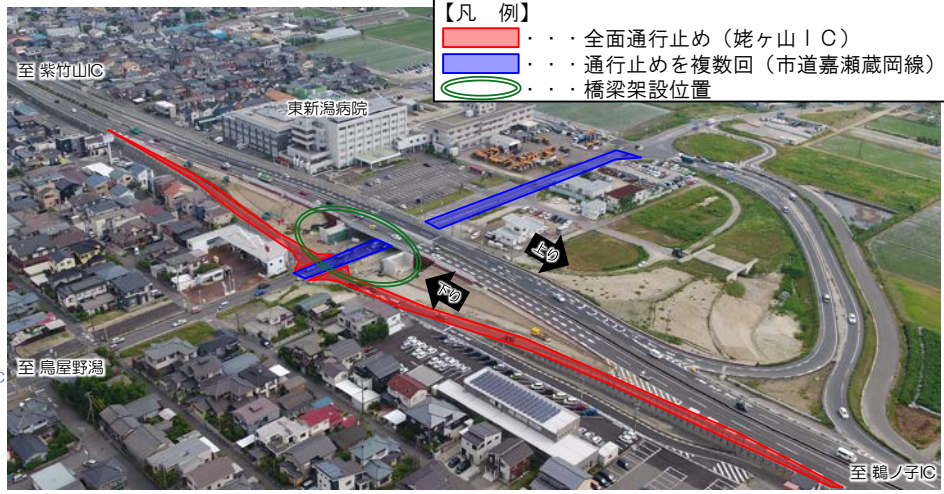 【凡　例】
・・・全面通行止め（姥ヶ山ＩＣ）
・・・通行止めを複数回（市道嘉瀬蔵岡線）
・・・橋梁架設位置
至 紫竹山IC
東新潟病院
上り
下り
至 鳥屋野潟
C
至 鵜ノ子IC